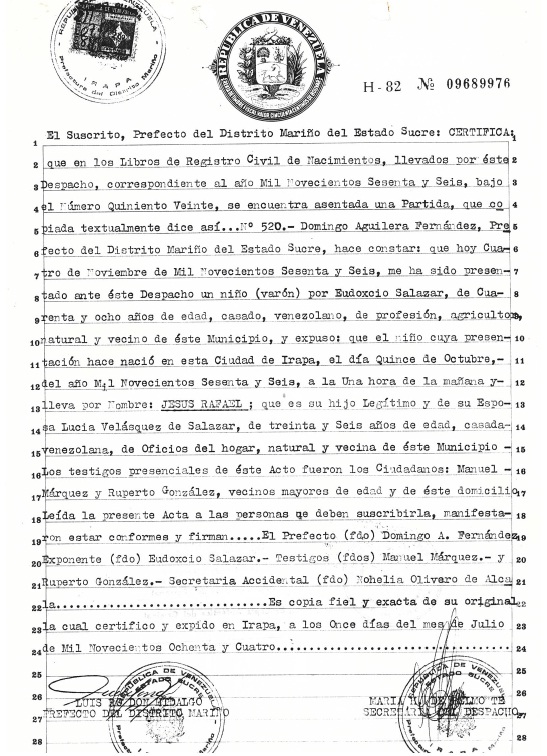 IRAPA
Prefectura del Distrito Mariño
REPUBLICA DE VENEZUELA
H-82 № 09689976
El Suscrito, Prefecto del Distrito Mariño del Estado Sucre: CERTIFICA:
1 1
2 que en los Libros de Registro Civil de Nacimientos, llevados por éste 2
3 Despacho, correspondiente al año Mil Novecientos Sesenta y Seis, bajo 3
4 el Número Quiniento Veinte, se encuentra asentada una Partida, que co 4
5 piada textualmente dice así...Nº 520.- Domingo Aguilera Fernández, Pre 5
6 fecto del Distrito Mariño del Estado Sucre, hace constar: que hoy Cua 6
7 tro de Noviembre de Mil Novecientos Sesenta y Seis, me ha sido presen- 7
8 tado ante éste Despacho un niño (varón) por Eudoxcio Salazar, de Cua- 8
9 renta y ocho años de edad, casado, venezolano, de profesión, agricultor, 9
10 natural y vecino de éste Municipio, y expuso: que el niño cuya presen- 10
11 tación hace nació en esta Ciudad de Irapa, el día Quince de Octubre,- 11
12 del año Mil Novecientos Sesenta y Seis, a la Una hora de la mañana y- 12
13 lleva por Nombre: JESUS RAFAEL ; que es su hijo Legítimo y de su Espo- 13
14 sa Lucia Velásquez de Salazar, de treinta y Seis años de edad, casada- 14
15 venezolana, de Oficios del hogar, natural y vecina de éste Municipio - 15
16 Los testigos presenciales de éste Acto fueron los Ciudadanos: Manuel - 16
17 Márquez y Ruperto González, vecinos mayores de edad y de éste domicilio 17
18 Leída la presente Acta a las personas qe deben suscribirla, manifesta- 18
19 ron estar conformes y firman.....El Prefecto (fdo) Domingo A. Fernández 19
20 Exponente (fdo) Eudoxcio Salazar.- Testigos (fdos) Manuel Márquez.- y 20
21 Ruperto González.- Secretaria Accidental (fdo) Nohelia Olivero de Alca 21
22 la..............................Es copia fiel y exacta de su original 22
23 la cual certifico y expido en Irapa, a los Once días del mes de Julio 23
24 de Mil Novecientos Ochenta y Cuatro.................................. 24
25 25
26 LUIS HIDALGO MARIA 26
27 PREFECTO DEL DISTRITO MARIÑO SECRETARIA DEL DESPACHO 27
28 28
REPUBLICA DE VENEZUELA
ESTADO SUCRE